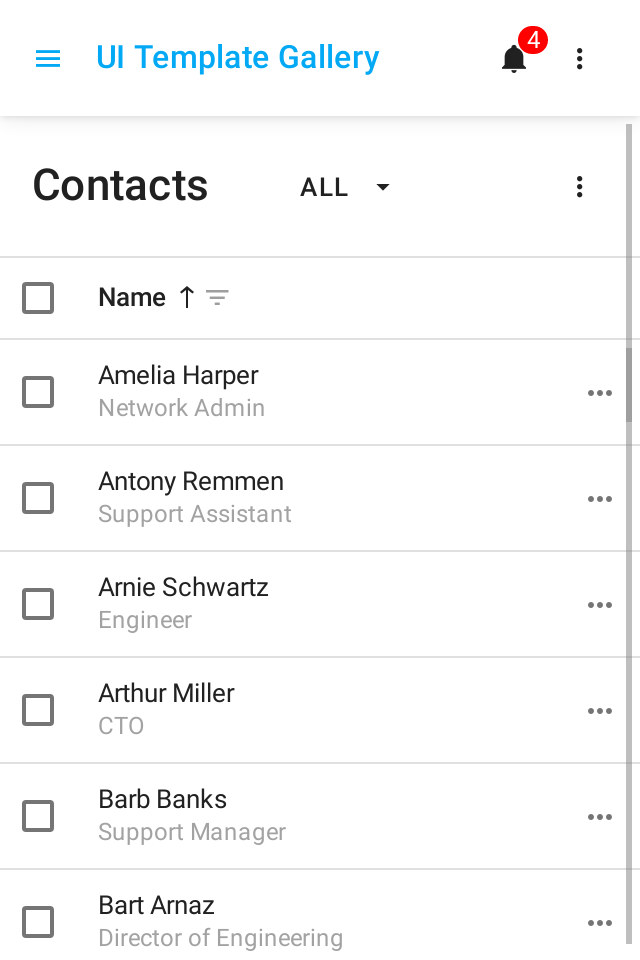 UI Template Gallery
4
Contacts
ALL
Name
Amelia Harper
Network Admin
Antony Remmen
Support Assistant
Arnie Schwartz
Engineer
Arthur Miller
CTO
Barb Banks
Support Manager
Bart Arnaz
Director of Engineering